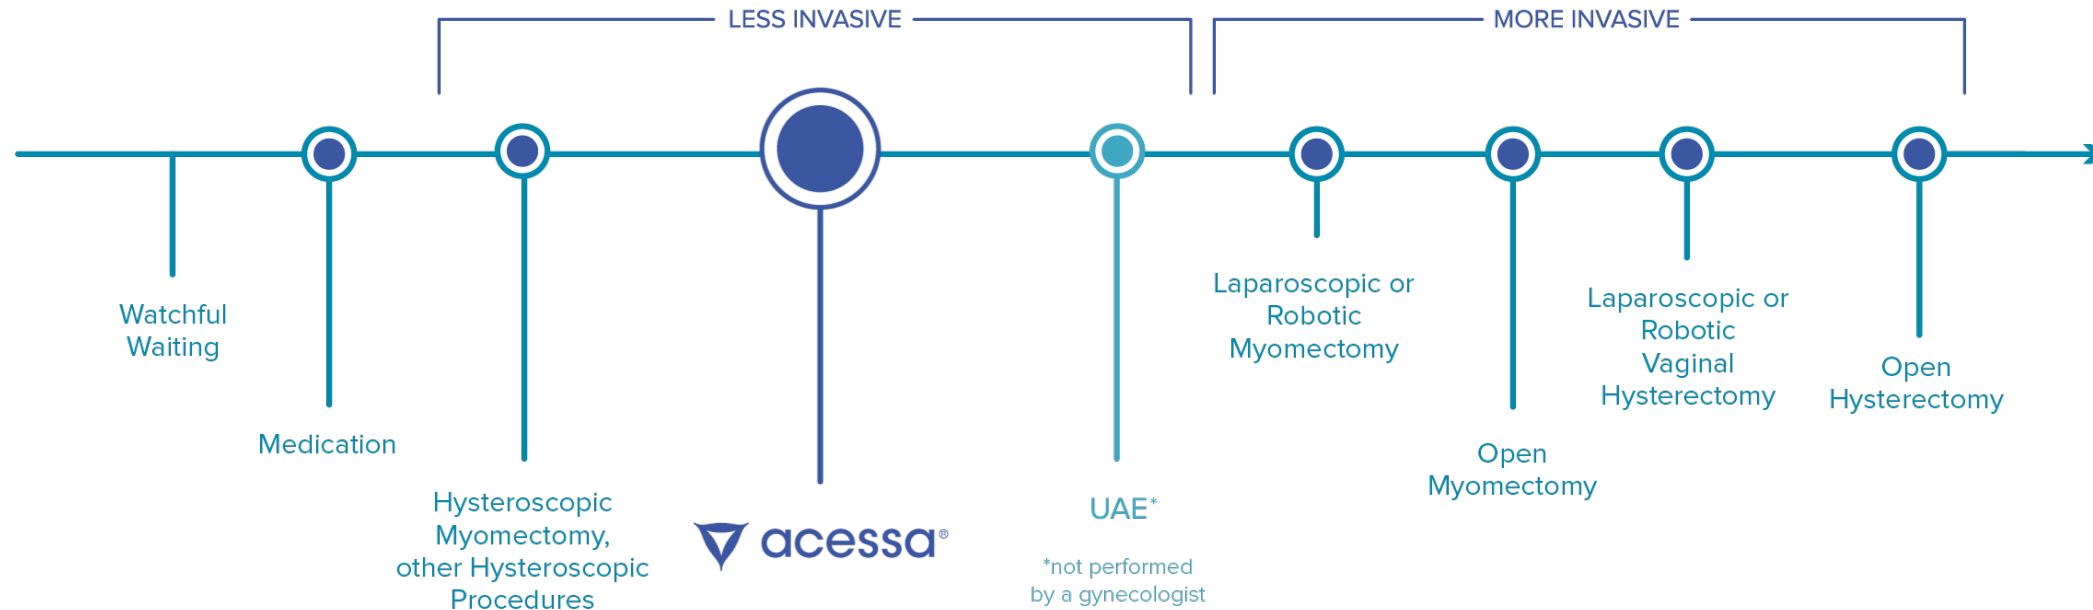 LESS INVASIVE
MORE INVASIVE
Watchful
Waiting
Medication
Hysteroscopic
Myomectomy,
other Hysteroscopic
Procedures
acessa®
UAE*
*not performed
by a gynecologist
Laparoscopic or
Robotic
Myomectomy
Open
Myomectomy
Laparoscopic or
Robotic
Vaginal
Hysterectomy
Open
Hysterectomy